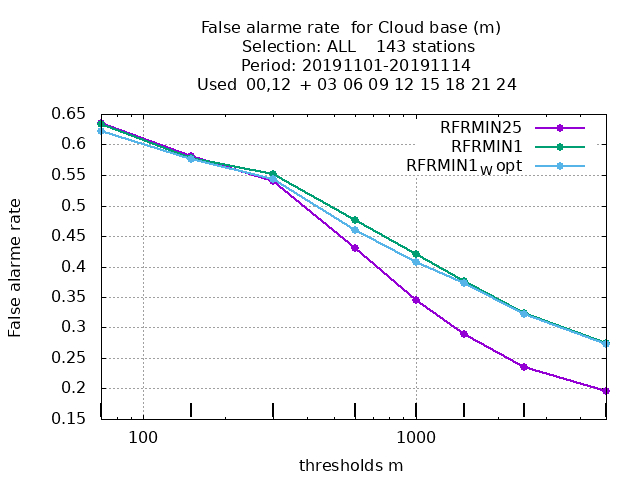 False alarme rate for Cloud base (m)
Selection: ALL 143 stations
Period: 20191101-20191114
Used 00,12 + 03 06 09 12 15 18 21 24
0.65
0.6
0.55
0.5
0.45
0.4
0.35
0.3
0.25
0.2
0.15
False alarme rate
RFRMIN25
RFRMIN1
RFRMIN1W opt
100 1000
thresholds m